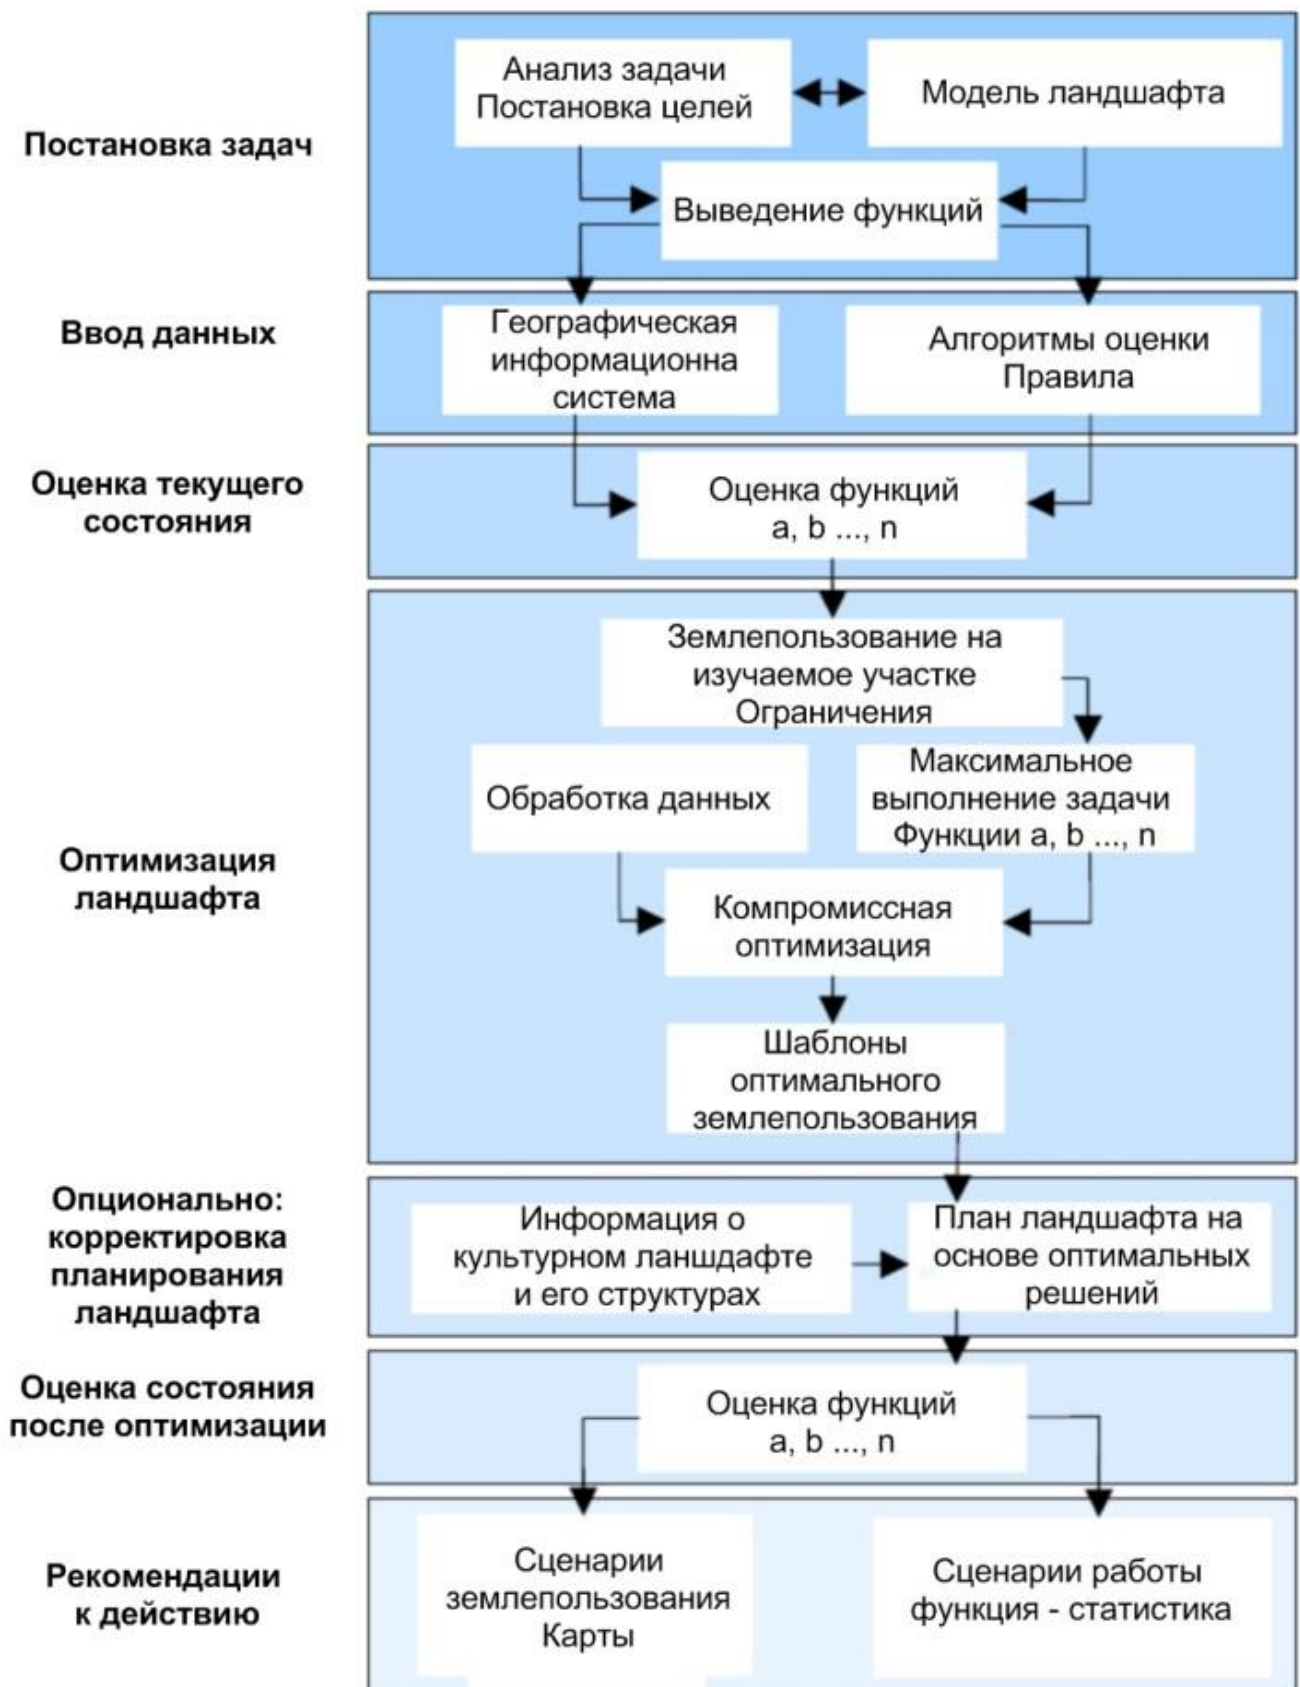 Постановка задач
Анализ задачи
Постановка целей
Модель ландшафта
Выведение функций
Ввод данных
Географическая
информационна
система
Алгоритмы оценки
Правила
Оценка текущего
состояния
Оценка функций
a, b ..., n
Оптимизация
ландшафта
Землепользование на
изучаемое участке
Ограничения
Обработка данных
Максимальное
выполнение задачи
Функции a, b ..., n
Компромиссная
оптимизация
Шаблоны
оптимального
землепользования
Опционально:
корректировка
планирования
ландшафта
Информация о
культурном ланшдафте
и его структурах
План ландшафта на
основе оптимальных
решений
Оценка состояния
после оптимизации
Оценка функций
a, b ..., n
Рекомендации
к действию
Сценарии
землепользования
Карты
Сценарии работы
функция - статистика